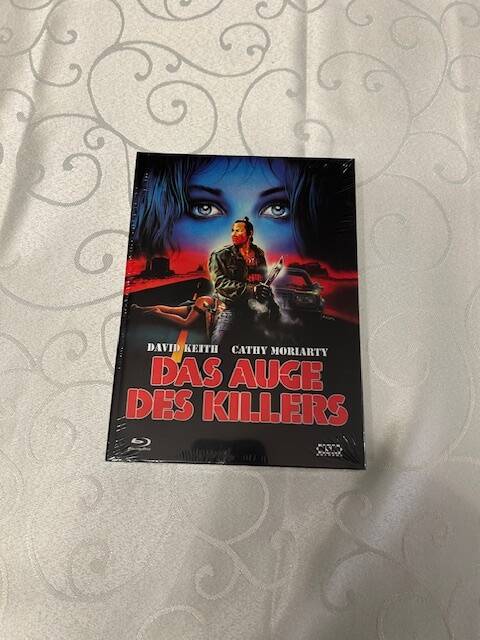 DAVID KEITH CATHY MORIARTY
DAS AUGE
DES KILLERS